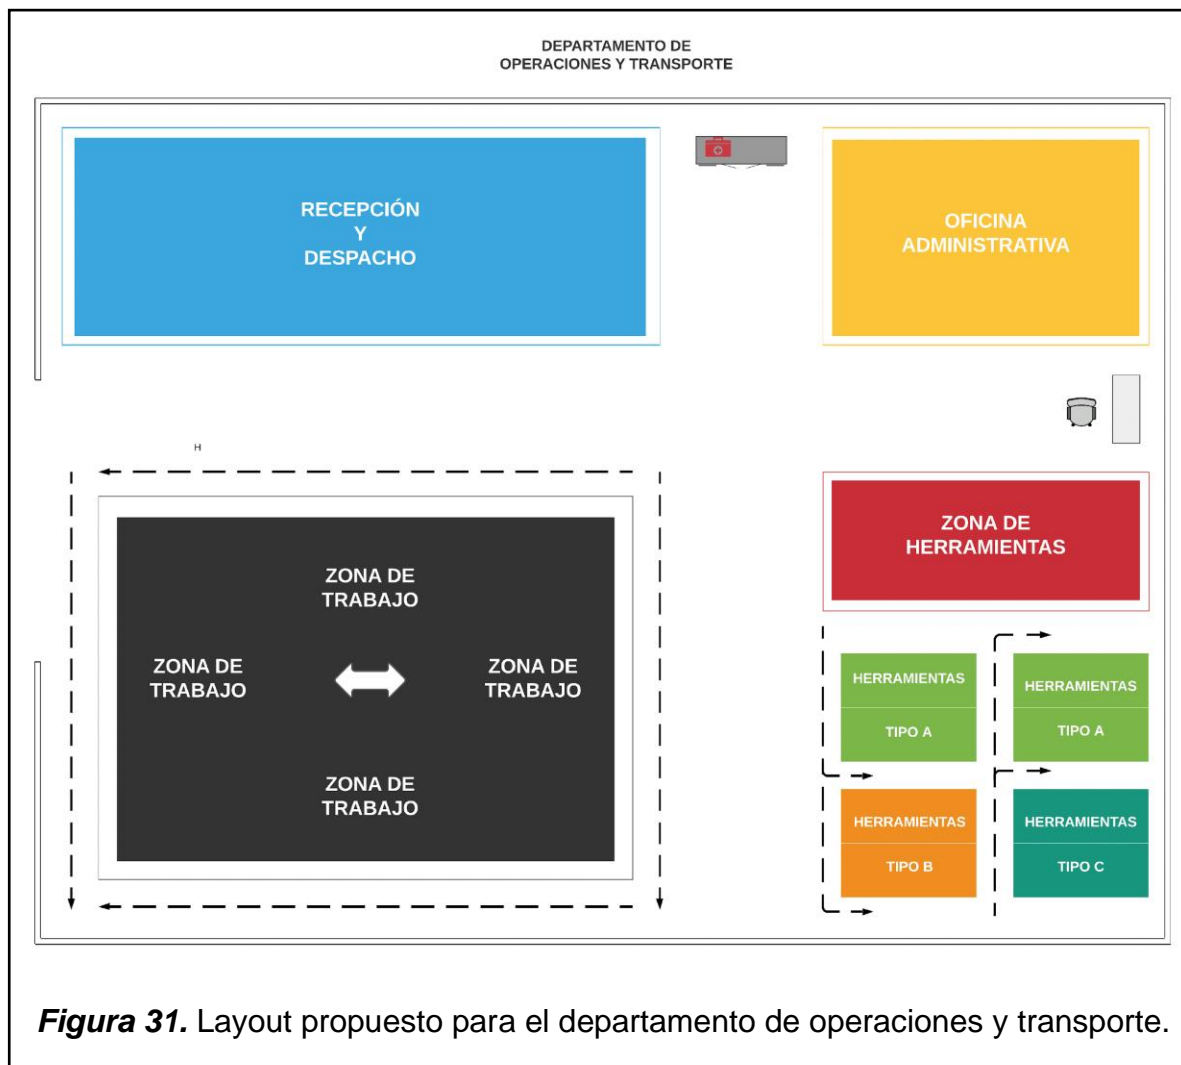 DEPARTAMENTO DE
OPERACIONES Y TRANSPORTE
RECEPCIÓN
Y
DESPACHO
OFICINA
ADMINISTRATIVA
H
ZONA DE
HERRAMIENTAS
ZONA DE
TRABAJO
ZONA DE
TRABAJO
ZONA DE
TRABAJO
ZONA DE
TRABAJO
HERRAMIENTAS
TIPO A
HERRAMIENTAS
TIPO A
HERRAMIENTAS
TIPO B
HERRAMIENTAS
TIPO C
Figura 31. Layout propuesto para el departamento de operaciones y transporte.